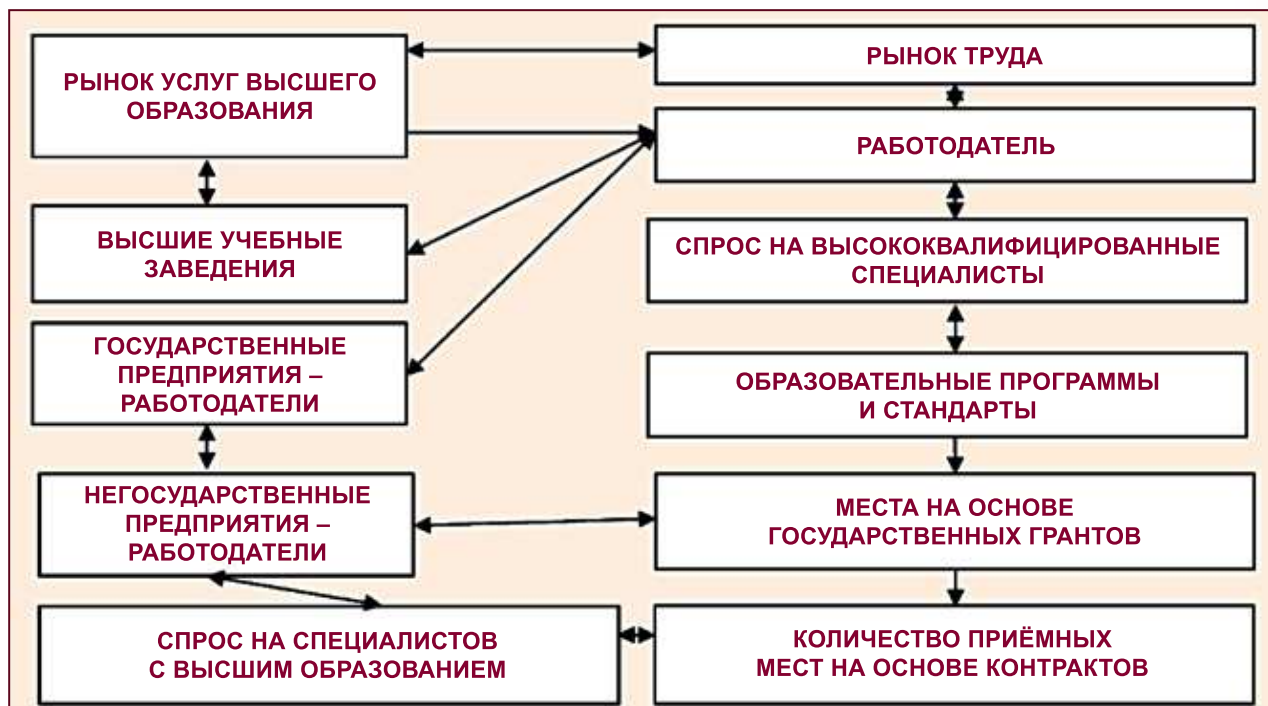 РЫНОК УСЛУГ ВЫСШЕГО
ОБРАЗОВАНИЯ
ВЫСШИЕ УЧЕБНЫЕ
ЗАВЕДЕНИЯ
ГОСУДАРСТВЕННЫЕ
ПРЕДПРИЯТИЯ –
РАБОТОДАТЕЛИ
НЕГОСУДАРСТВЕННЫЕ
ПРЕДПРИЯТИЯ –
РАБОТОДАТЕЛИ
СПРОС НА СПЕЦИАЛИСТОВ
С ВЫСШИМ ОБРАЗОВАНИЕМ
РЫНОК ТРУДА
РАБОТОДАТЕЛЬ
СПРОС НА ВЫСОКОКВАЛИФИЦИРОВАННЫЕ
СПЕЦИАЛИСТЫ
ОБРАЗОВАТЕЛЬНЫЕ ПРОГРАММЫ
И СТАНДАРТЫ
МЕСТА НА ОСНОВЕ
ГОСУДАРСТВЕННЫХ ГРАНТОВ
КОЛИЧЕСТВО ПРИЁМНЫХ
МЕСТ НА ОСНОВЕ КОНТРАКТОВ